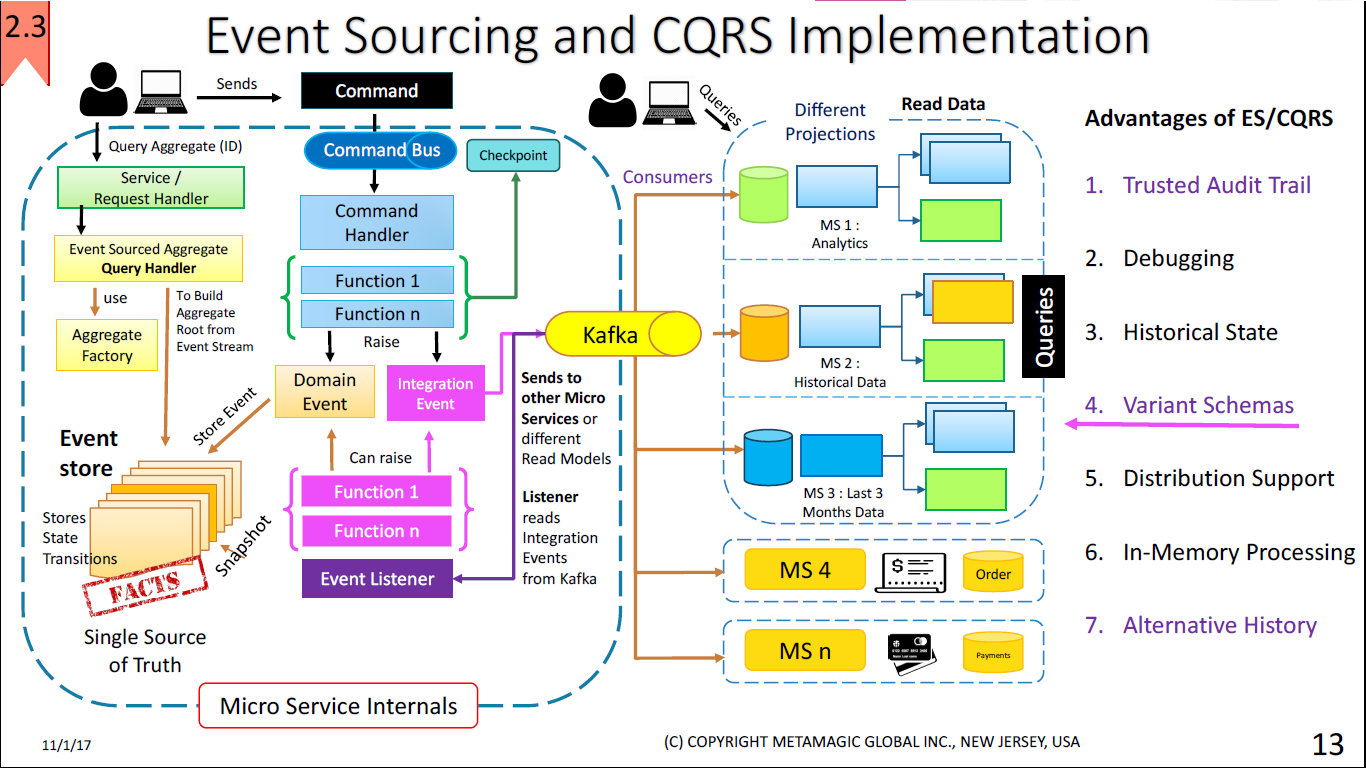 2.3
Event Sourcing and CQRS Implementation
Sends
Command
Query Aggregate (ID)
Command Bus
Checkpoint
Service /
Request Handler
Command
Handler
Event Sourced Aggregate
Query Handler
use
To Build
Aggregate
Root from
Event Stream
Aggregate
Factory
Function 1
Function n
Raise
Domain
Event
Integration
Event
Store Event
Event
store
Can raise
Function 1
Function n
Stores
State
Transitions
Snapshot
FACTS
Event Listener
Single Source
of Truth
Micro Service Internals
Sends to
other Micro
Services or
different
Read Models
Listener
reads
Integration
Events
from Kafka
Kafka
Consumers
Queries
Different
Projections
Read Data
MS 1 :
Analytics
MS 2 :
Historical Data
MS 3 : Last 3
Months Data
Queries
MS 4
$
Order
MS n
Payments
Advantages of ES/CQRS
1. Trusted Audit Trail
2. Debugging
3. Historical State
4. Variant Schemas
5. Distribution Support
6. In-Memory Processing
7. Alternative History
11/1/17
(C) COPYRIGHT METAMAGIC GLOBAL INC., NEW JERSEY, USA
13